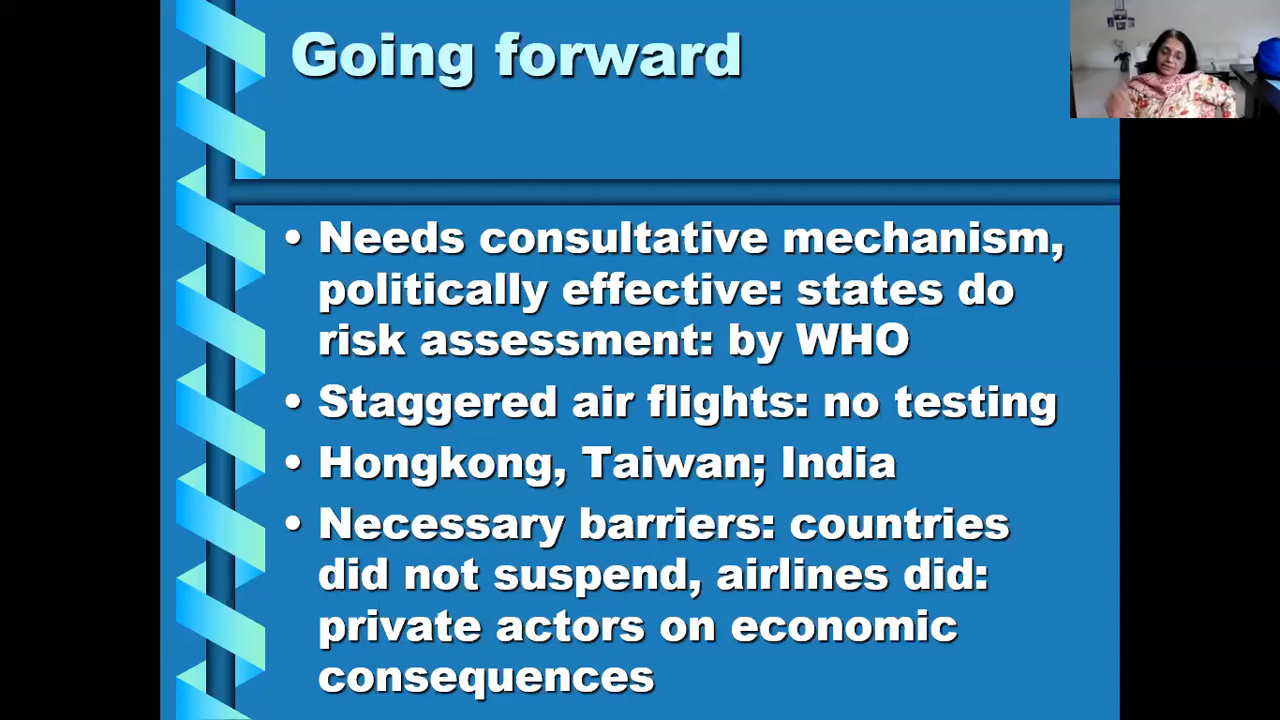 Going forward
• Needs consultative mechanism,
politically effective: states do
risk assessment: by WHO
• Staggered air flights: no testing
• Hongkong, Taiwan; India
• Necessary barriers: countries
did not suspend, airlines did:
private actors on economic
consequences